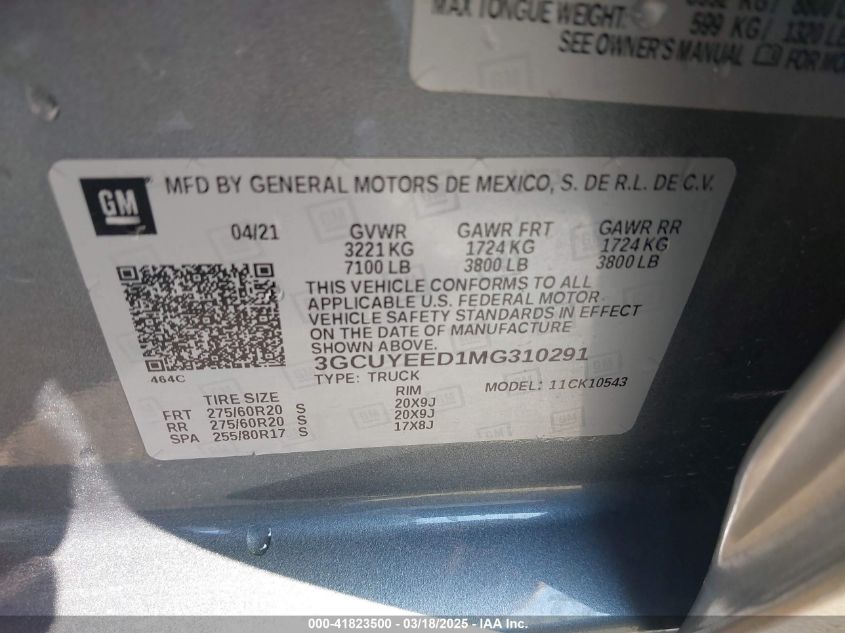 MAX TONGUE WEIGHT:
599 KG/ 1320 LB
SEE OWNER'S MANUAL FOR
GM
MFD BY GENERAL MOTORS DE MEXICO, S. DE R.L. DE C.V.
04/21 GVWR GAWR FRT GAWR RR
3221 KG 1724 KG 1724 KG
7100 LB 3800 LB 3800 LB
THIS VEHICLE CONFORMS TO ALL
APPLICABLE U.S. FEDERAL MOTOR
VEHICLE SAFETY STANDARDS IN EFFECT
ON THE DATE OF MANUFACTURE
SHOWN ABOVE.
3GCUYEED1MG310291
464C
TYPE: TRUCK MODEL: 11CK10543
TIRE SIZE RIM
FRT 275/60R20 S 20X9J
RR 275/60R20 S 20X9J
SPA 255/80R17 S 17X8J
000-41823500 - 03/18/2025 - IAA